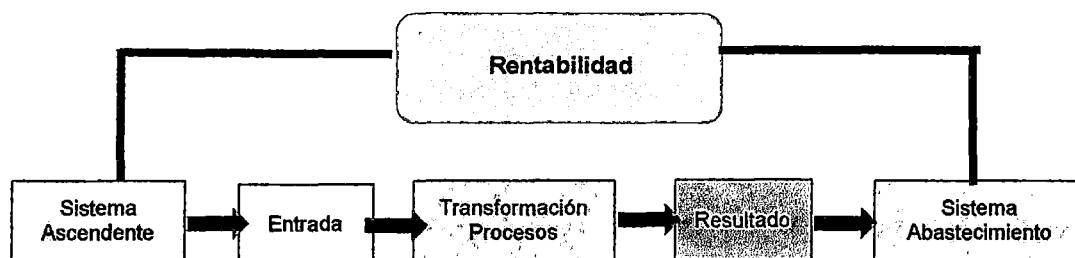 Rentabilidad
Sistema
Ascendente
Entrada
Transformación
Procesos
Resultado
Sistema
Abastecimiento